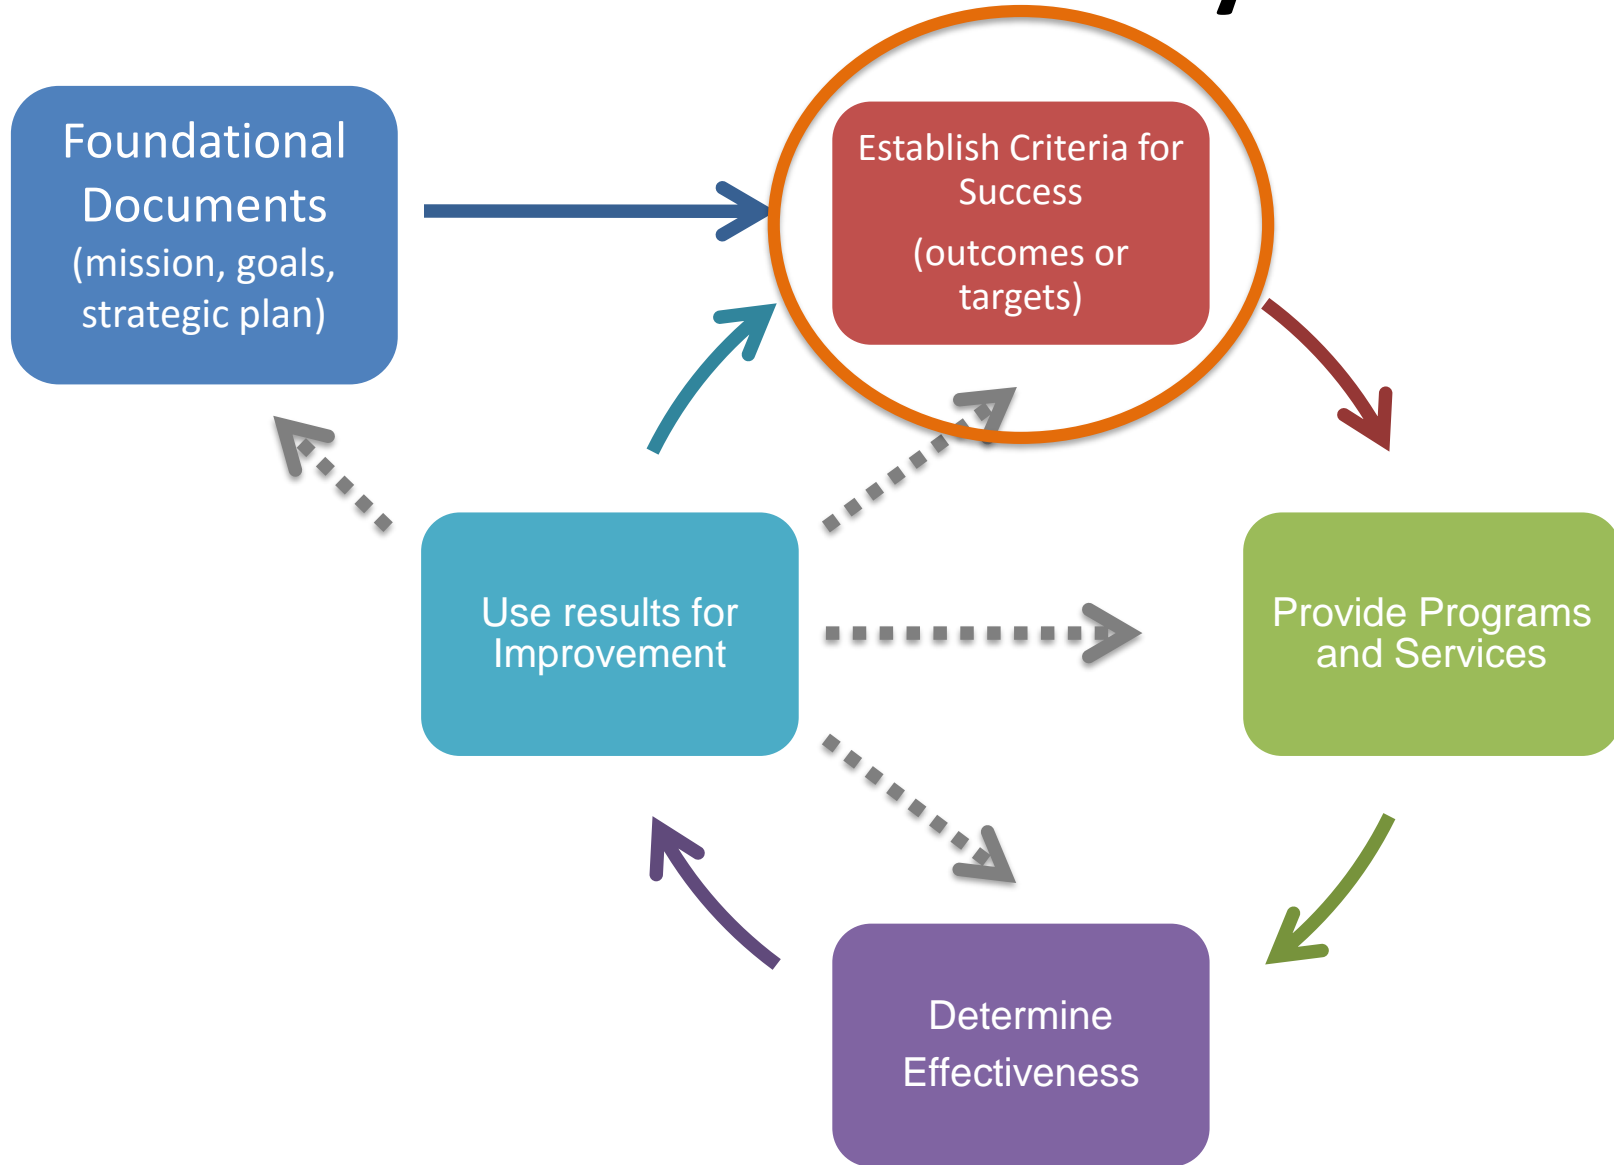 Foundational
Documents
(mission, goals,
strategic plan)
Establish Criteria for
Success
(outcomes or
targets)
Use results for
Improvement
Provide Programs
and Services
Determine
Effectiveness